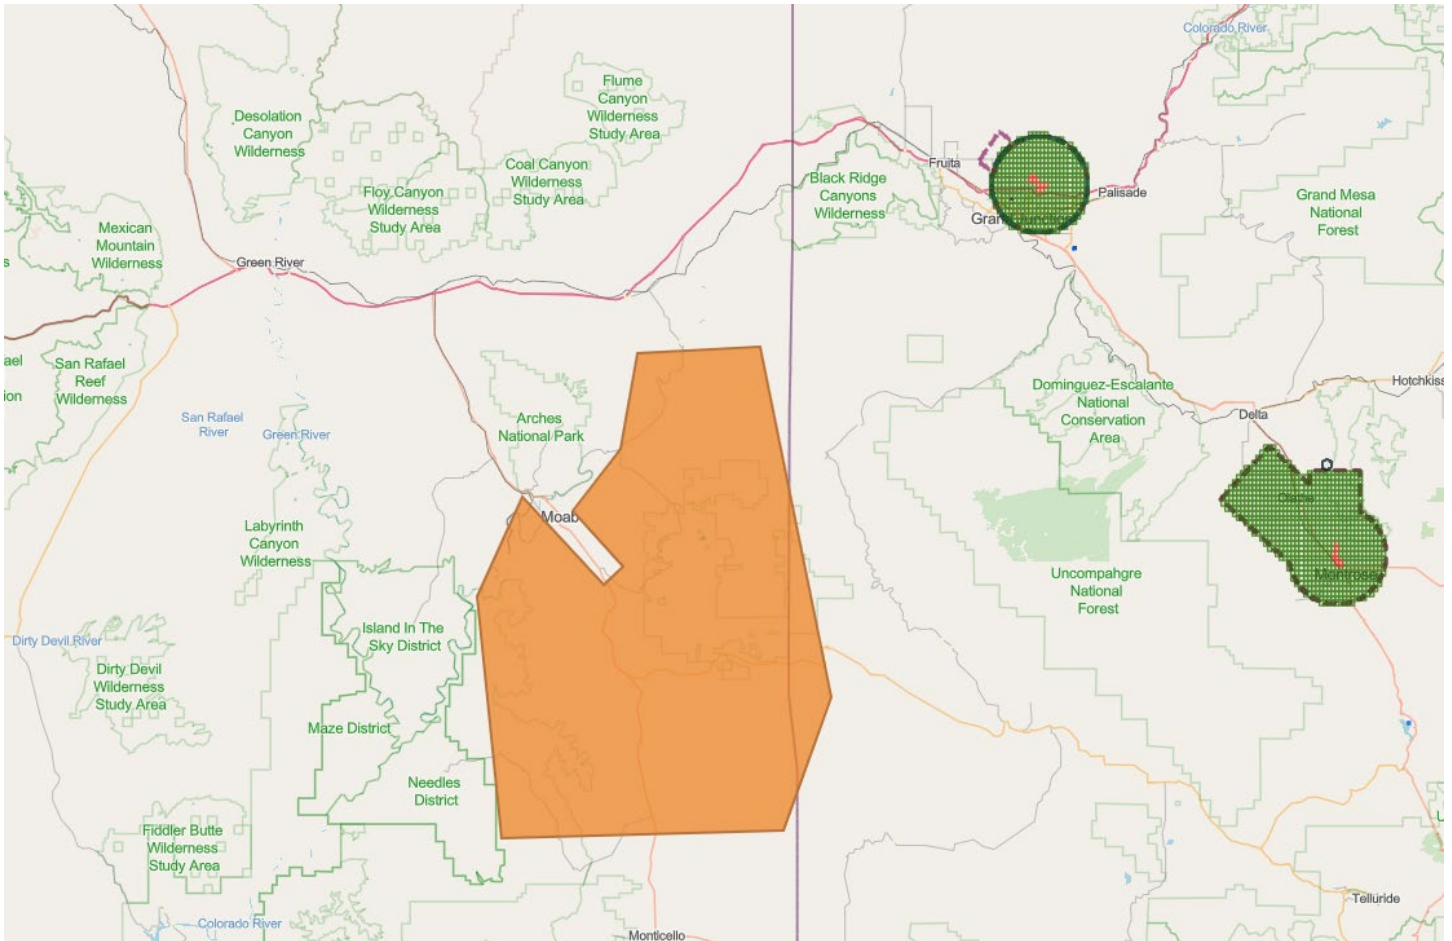 Colorado River
Flume
Canyon
Wilderness
Study Area
Desolation
Canyon
Wilderness
Coal Canyon
Wilderness
Study Area
Floy Canyon
Wilderness
Study Area
Fruita
Black Ridge
Canyons
Wilderness
Palisade
Grand Mesa
National
Forest
Mexican
Mountain
Wilderness
s
Green River
ael
ion
San Rafael
Reef
Wilderness
San Rafael
River
Green River
Arches
National Park
Dominguez-Escalante
National
Conservation
Area
Hotchkiss
Delta
Moab
Labyrinth
Canyon
Wilderness
Uncompahgre
National
Forest
Island In The
Sky District
Dirty Devil River
Dirty Devil
Wilderness
Study Area
Maze District
Needles
District
Fiddler Butte
Wilderness
Study Area
Colorado River
Monticello
Telluride